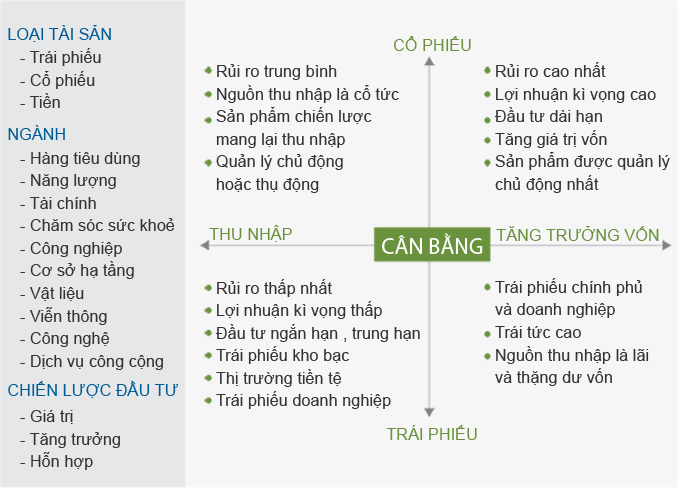 LOẠI TÀI SẢN
- Trái phiếu
- Cổ phiếu
- Tiền
NGÀNH
- Hàng tiêu dùng
- Năng lượng
- Tài chính
- Chăm sóc sức khoẻ
- Công nghiệp
- Cơ sở hạ tầng
- Vật liệu
- Viễn thông
- Công nghệ
- Dịch vụ công cộng
CHIẾN LƯỢC ĐẦU TƯ
- Giá trị
- Tăng trưởng
- Hỗn hợp
CỔ PHIẾU
Rủi ro trung bình
Nguồn thu nhập là cổ tức
Sản phẩm chiến lược
mang lại thu nhập
Quản lý chủ động
hoặc thụ động
Rủi ro cao nhất
Lợi nhuận kì vọng cao
Đầu tư dài hạn
Tăng giá trị vốn
Sản phẩm được quản lý
chủ động nhất
THU NHẬP
CÂN BẰNG
TĂNG TRƯỞNG VỐN
Rủi ro thấp nhất
Lợi nhuận kì vọng thấp
Đầu tư ngắn hạn , trung hạn
Trái phiếu kho bạc
Thị trường tiền tệ
Trái phiếu doanh nghiệp
Trái phiếu chính phủ
và doanh nghiệp
Trái tức cao
Nguồn thu nhập là lãi
và thặng dư vốn
TRÁI PHIẾU